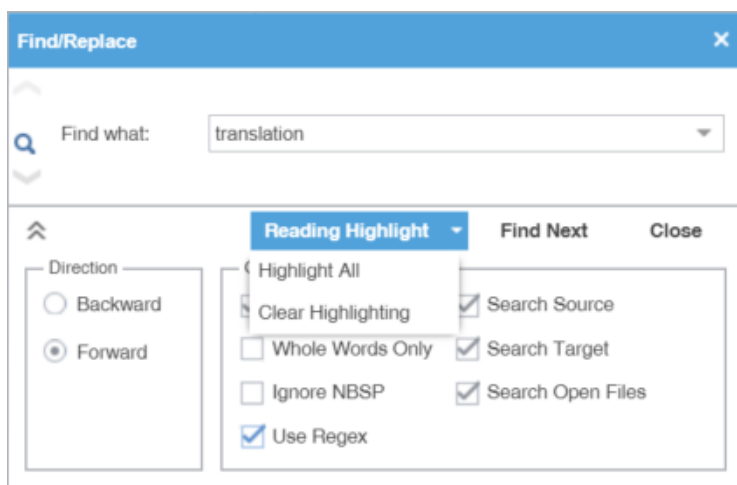 Find/Replace
Find what: translation
Reading Highlight Find Next Close
Highlight All
Clear Highlighting
Direction
Backward
Forward
Search Source
Whole Words Only Search Target
Ignore NBSP Search Open Files
Use Regex